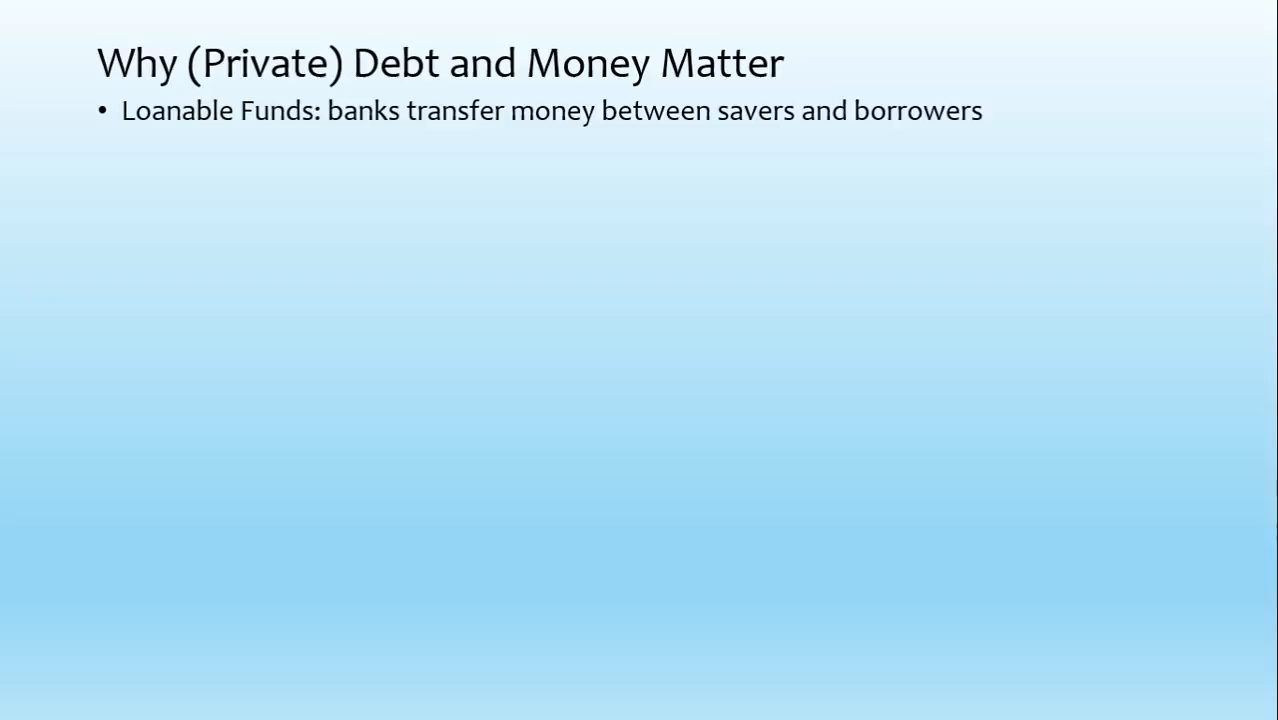 Why (Private) Debt and Money Matter
• Loanable Funds: banks transfer money between savers and borrowers